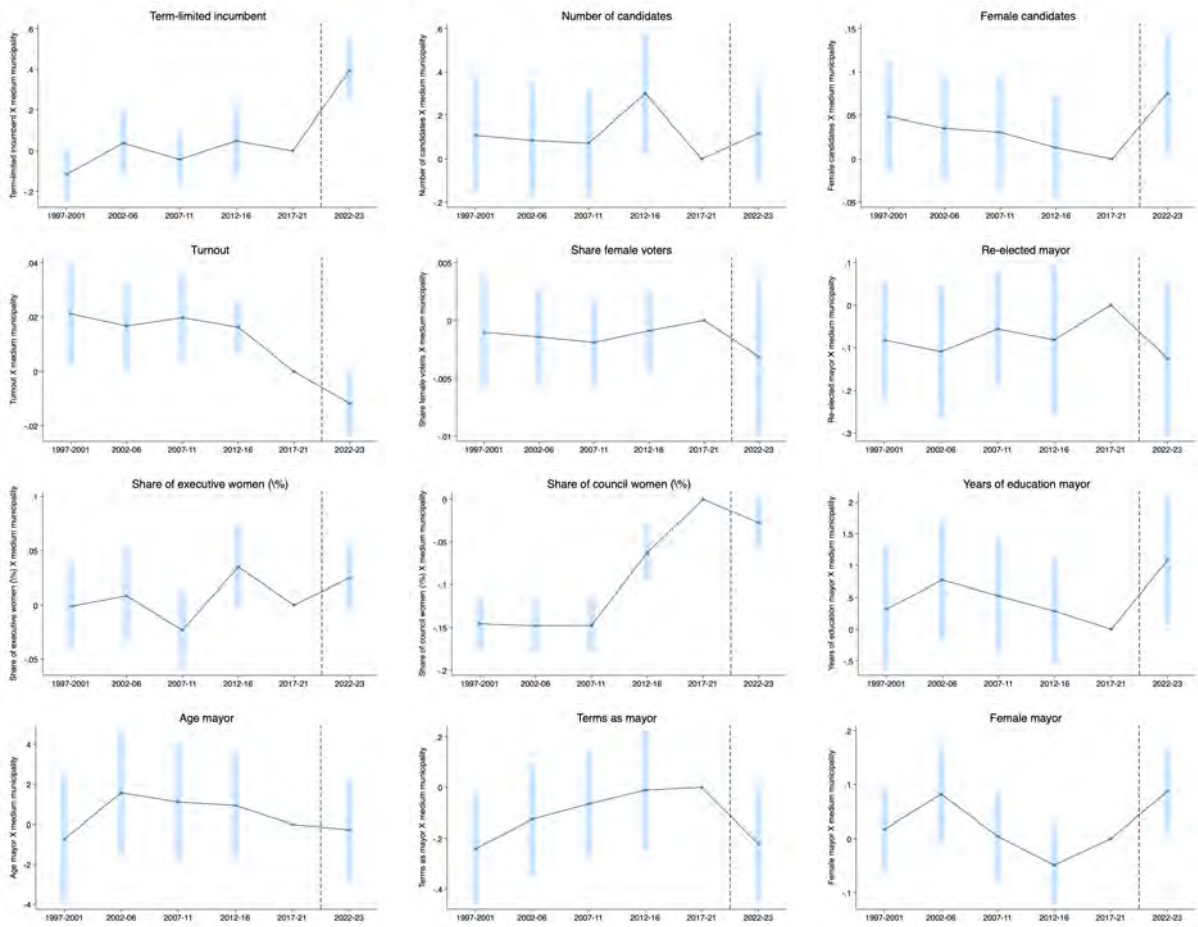 Term-limited incumbent
Term-limited incumbent X medium municipality
.6
.4
.2
0
-.2
1997-2001 2002-06 2007-11 2012-16 2017-21 2022-23
Number of candidates
Number of candidates X medium municipality
.6
.4
.2
0
-.2
1997-2001 2002-06 2007-11 2012-16 2017-21 2022-23
Female candidates
Female candidates X medium municipality
.15
.1
.05
0
-.05
1997-2001 2002-06 2007-11 2012-16 2017-21 2022-23
Turnout
Turnout X medium municipality
.04
.02
0
-.02
1997-2001 2002-06 2007-11 2012-16 2017-21 2022-23
Share female voters
Share female voters X medium municipality
.005
0
-.005
-.01
1997-2001 2002-06 2007-11 2012-16 2017-21 2022-23
Re-elected mayor
Re-elected mayor X medium municipality
.1
0
-.1
-.2
-.3
1997-2001 2002-06 2007-11 2012-16 2017-21 2022-23
Share of executive women (\%)
Share of executive women (\%) X medium municipality
.1
.05
0
-.05
1997-2001 2002-06 2007-11 2012-16 2017-21 2022-23
Share of council women (\%)
Share of council women (\%) X medium municipality
0
-.05
-.1
-.15
-.2
1997-2001 2002-06 2007-11 2012-16 2017-21 2022-23
Years of education mayor
Years of education mayor X medium municipality
2
1.5
1
.5
0
-.5
1997-2001 2002-06 2007-11 2012-16 2017-21 2022-23
Age mayor
Age mayor X medium municipality
4
2
0
-2
-4
1997-2001 2002-06 2007-11 2012-16 2017-21 2022-23
Terms as mayor
Terms as mayor X medium municipality
.2
0
-.2
-.4
1997-2001 2002-06 2007-11 2012-16 2017-21 2022-23
Female mayor
Female mayor X medium municipality
.2
.1
0
-.1
1997-2001 2002-06 2007-11 2012-16 2017-21 2022-23